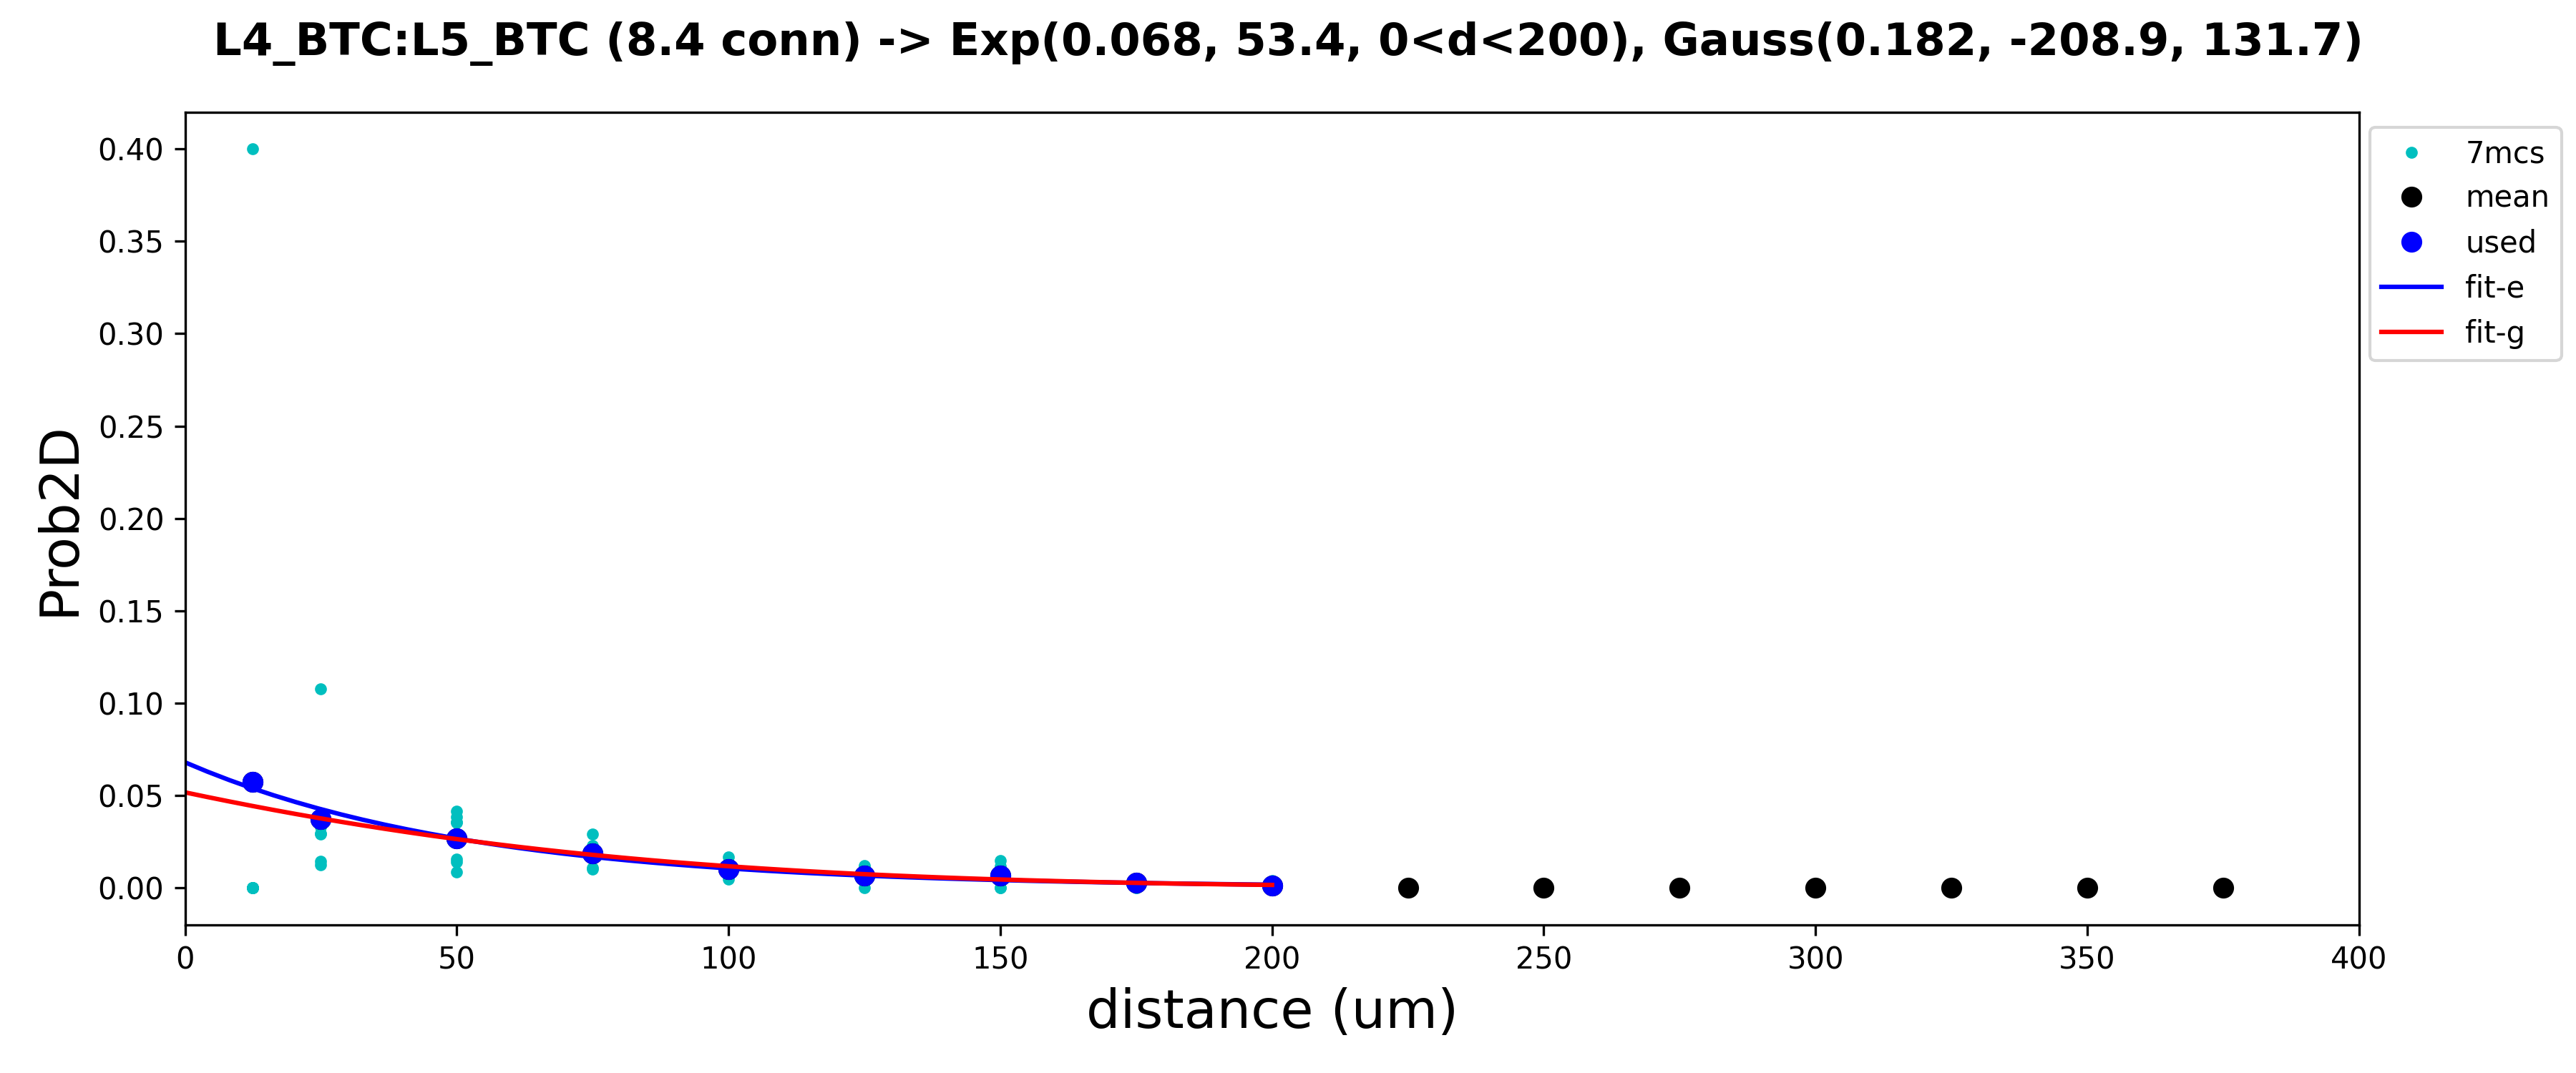 L4_BTC:L5_BTC (8.4 conn) -> Exp(0.068, 53.4, 0<d<200), Gauss(0.182, -208.9, 131.7)
0.40
0.35
0.30
0.25
0.20
0.15
0.10
0.05
0.00
Prob2D
0 50 100 150 200 250 300 350 400
distance (um)
7mcs
mean
used
fit-e
fit-g